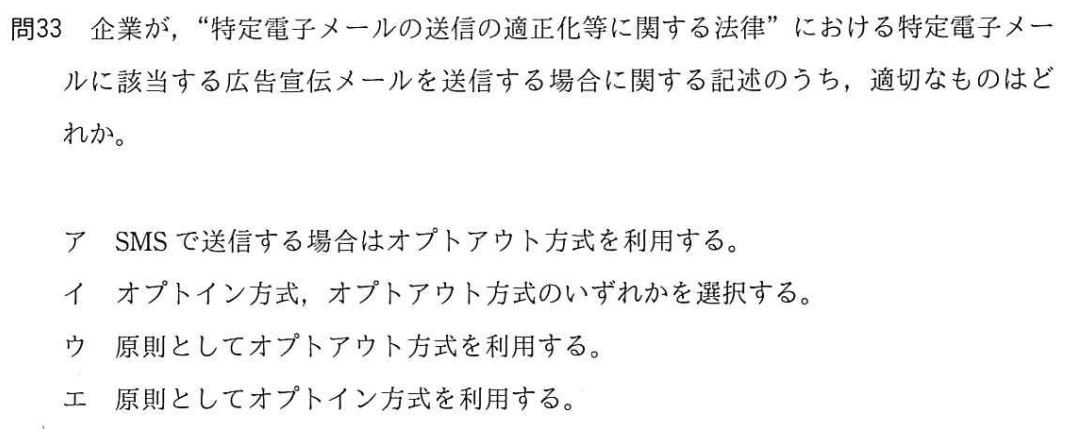 問33 企業が，“特定電子メールの送信の適正化等に関する法律” における特定電子メー
ルに該当する広告宣伝メールを送信する場合に関する記述のうち，適切なものはど
れか。
ア SMS で送信する場合はオプトアウト方式を利用する。
イ オプトイン方式，オプトアウト方式のいずれかを選択する。
ウ 原則としてオプトアウト方式を利用する。
エ 原則としてオプトイン方式を利用する。